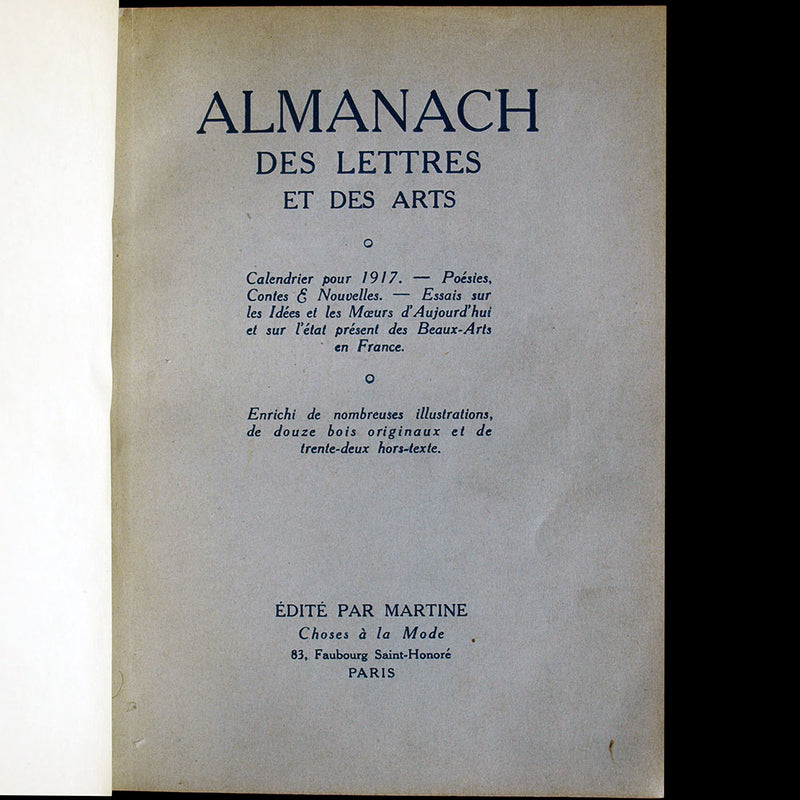 ALMANACH
DES LETTRES
ET DES ARTS
Calendrier pour 1917. — Poésies,
Contes & Nouvelles. — Essais sur
les Idées et les Mœurs d'Aujourd'hui
et sur l'état présent des Beaux-Arts
en France.
Enrichi de nombreuses illustrations,
de douze bois originaux et de
trente-deux hors-texte.
ÉDITÉ PAR MARTINE
Choses à la Mode
83, Faubourg Saint-Honoré
PARIS